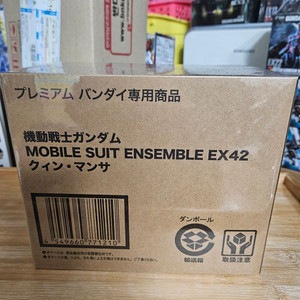 プレミアム バンダイ専用商品
機動戦士ガンダム
MOBILE SUIT ENSEMBLE EX42
クィン・マンサ
4549660771210
ダンボール
輸送箱
取扱注意